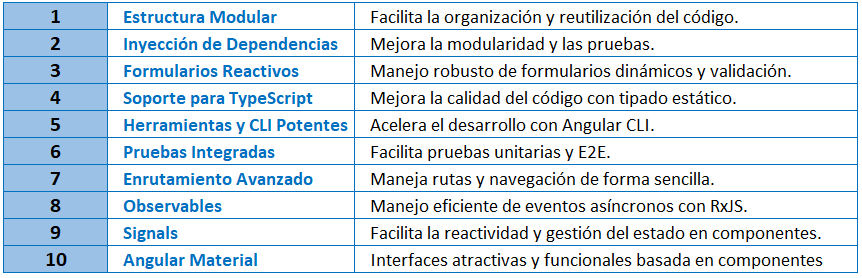 1 Estructura Modular Facilita la organización y reutilización del código.
2 Inyección de Dependencias Mejora la modularidad y las pruebas.
3 Formularios Reactivos Manejo robusto de formularios dinámicos y validación.
4 Soporte para TypeScript Mejora la calidad del código con tipado estático.
5 Herramientas y CLI Potentes Acelera el desarrollo con Angular CLI.
6 Pruebas Integradas Facilita pruebas unitarias y E2E.
7 Enrutamiento Avanzado Maneja rutas y navegación de forma sencilla.
8 Observables Manejo eficiente de eventos asíncronos con RxJS.
9 Signals Facilita la reactividad y gestión del estado en componentes.
10 Angular Material Interfaces atractivas y funcionales basada en componentes